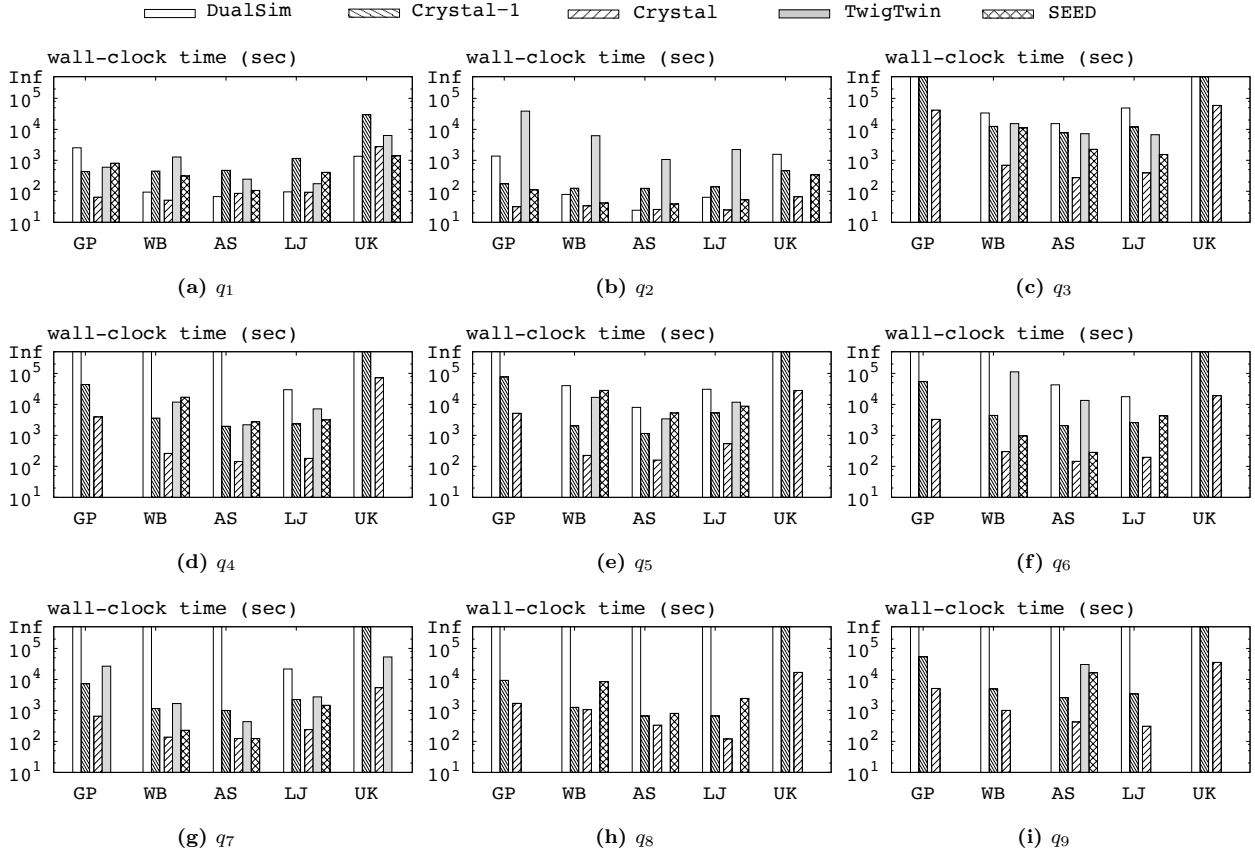 DualSim Crystal-1 Crystal TwigTwin SEED
wall-clock time (sec) wall-clock time (sec) wall-clock time (sec)
Inf Inf Inf
10^5 10^5 10^5
10^4 10^4 10^4
10^3 10^3 10^3
10^2 10^2 10^2
10^1 10^1 10^1
GP WB AS LJ UK GP WB AS LJ UK GP WB AS LJ UK
(a) q1 (b) q2 (c) q3
wall-clock time (sec) wall-clock time (sec) wall-clock time (sec)
Inf Inf Inf
10^5 10^5 10^5
10^4 10^4 10^4
10^3 10^3 10^3
10^2 10^2 10^2
10^1 10^1 10^1
GP WB AS LJ UK GP WB AS LJ UK GP WB AS LJ UK
(d) q4 (e) q5 (f) q6
wall-clock time (sec) wall-clock time (sec) wall-clock time (sec)
Inf Inf Inf
10^5 10^5 10^5
10^4 10^4 10^4
10^3 10^3 10^3
10^2 10^2 10^2
10^1 10^1 10^1
GP WB AS LJ UK GP WB AS LJ UK GP WB AS LJ UK
(g) q7 (h) q8 (i) q9